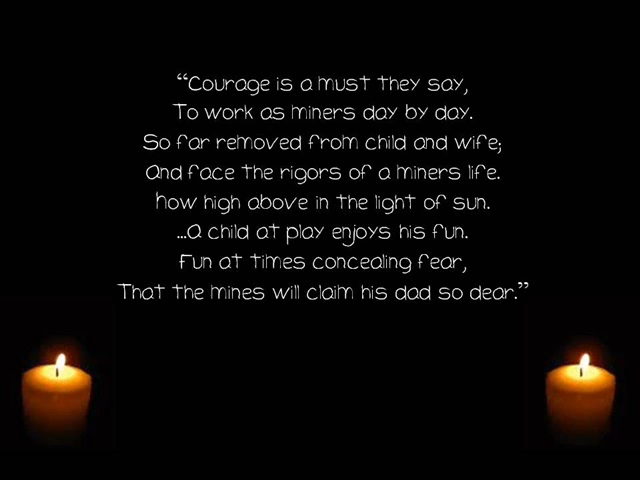 “Courage is a must they say,
To work as miners day by day.
So far removed from child and wife;
And face the rigors of a miners life.
how high above in the light of sun.
...A child at play enjoys his fun.
Fun at times concealing fear,
That the mines will claim his dad so dear.”